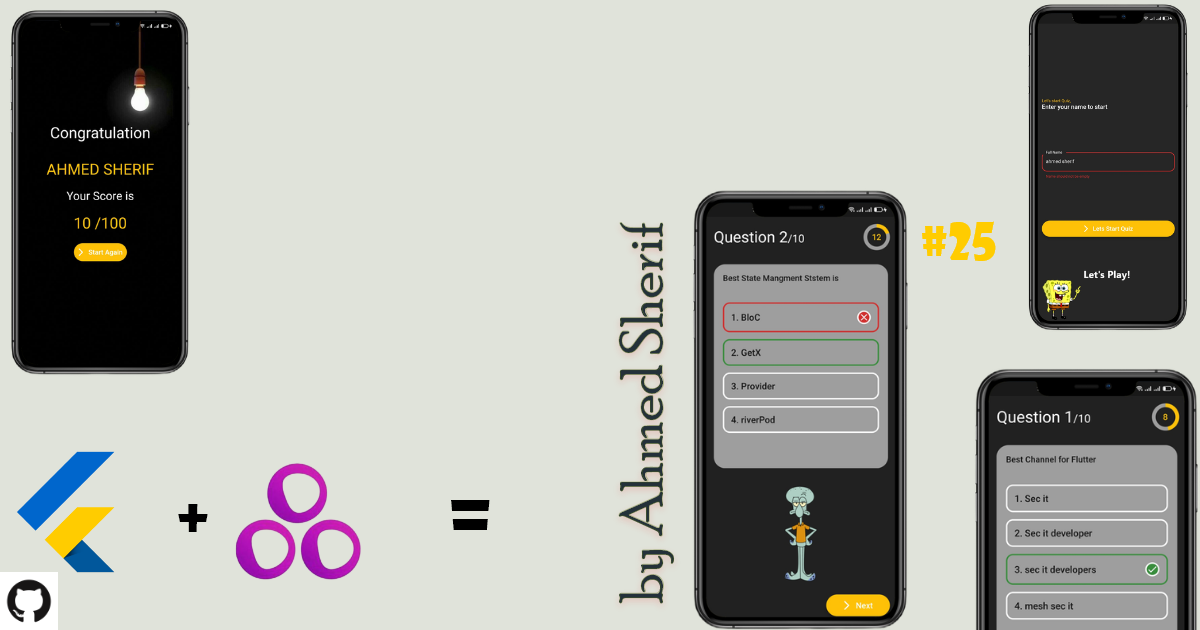 Congratulation
AHMED SHERIF
Your Score is
10 /100
Start Again
by Ahmed Sherif
Question 2/10
12
Best State Mangment Ststem is
1. BloC
2. GetX
3. Provider
4. riverPod
Next
#25
Let's start Quiz,
Enter your name to start
Full Name
ahmed sherif
Lets Start Quiz
Let's Play!
Question 1/10
8
Best Channel for Flutter
1. Sec it
2. Sec it developer
3. sec it developers
4. mesh sec it
+
=